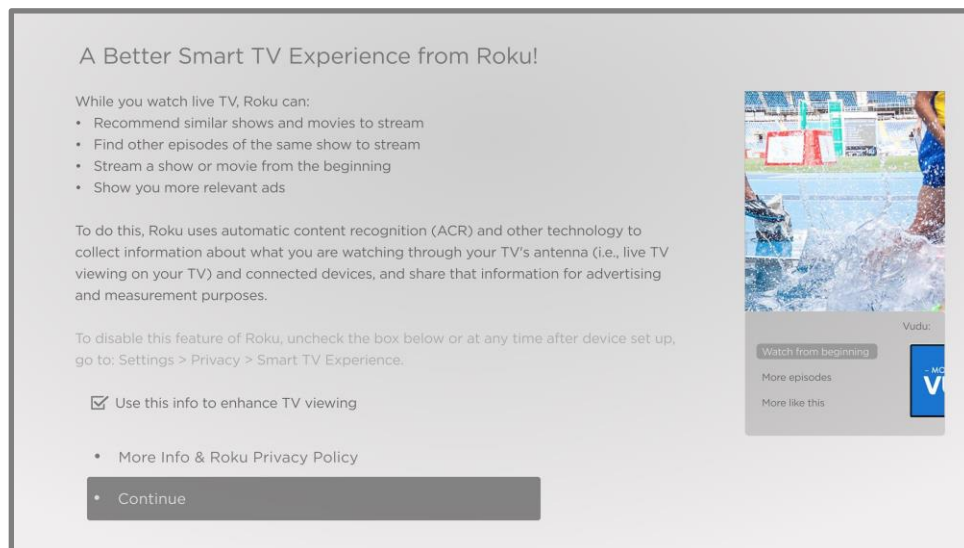 A Better Smart TV Experience from Roku!
While you watch live TV, Roku can:
• Recommend similar shows and movies to stream
• Find other episodes of the same show to stream
• Stream a show or movie from the beginning
• Show you more relevant ads
To do this, Roku uses automatic content recognition (ACR) and other technology to
collect information about what you are watching through your TV's antenna (i.e., live TV
viewing on your TV) and connected devices, and share that information for advertising
and measurement purposes.
To disable this feature of Roku, uncheck the box below or at any time after device set up,
go to: Settings > Privacy > Smart TV Experience.
Use this info to enhance TV viewing
• More Info & Roku Privacy Policy
• Continue
Vudu:
Watch from beginning
More episodes
More like this